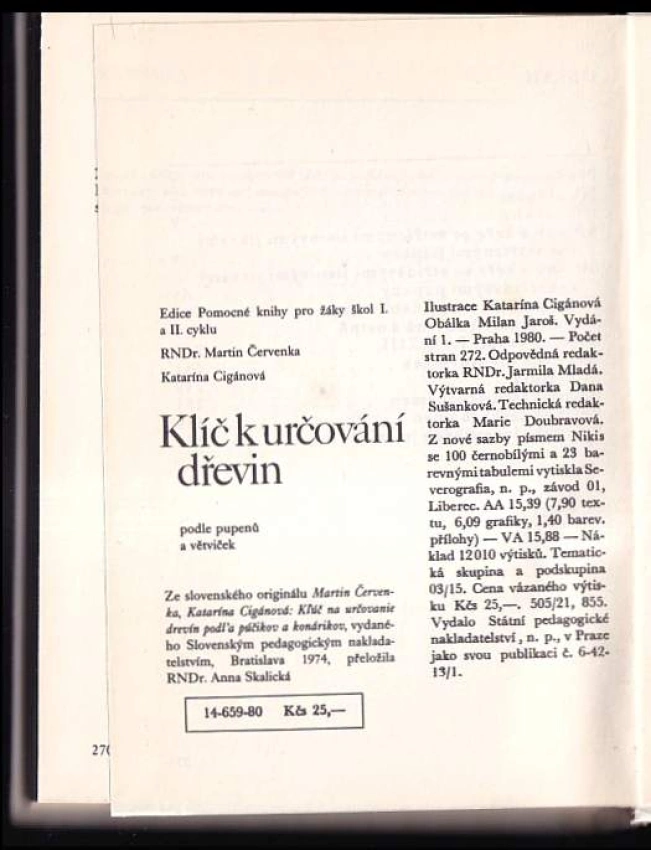 Edice Pomocné knihy pro žáky škol I.
a II. cyklu
RNDr. Martin Červenka
Katarína Cigánová
Klíč k určování
dřevin
podle pupenů
a větviček
Ze slovenského originálu Martin Červen-
ka, Katarína Cigánová: Kľúč na určovanie
drevín podľa púčikov a konárikov, vydané-
ho Slovenským pedagogickým naklada-
telstvím, Bratislava 1974, přeložila
RNDr. Anna Skalická
14-659-80 Kčs 25,—
Ilustrace Katarína Cigánová
Obálka Milan Jaroš. Vydá-
ní 1. — Praha 1980. — Počet
stran 272. Odpovědná redak-
torka RNDr. Jarmila Mladá.
Výtvarná redaktorka Dana
Sušanková. Technická redak-
torka Marie Doubravová.
Z nové sazby písmem Nikis
se 100 černobílými a 23 ba-
revnými tabulemi vytiskla Se-
verografia, n. p., závod 01,
Liberec. AA 15,39 (7,90 tex-
tu, 6,09 grafiky, 1,40 barev.
přílohy) — VA 15,88 — Ná-
klad 12010 výtisků. Tematic-
ká skupina a podskupina
03/15. Cena vázaného výtis-
ku Kčs 25,—. 505/21, 855.
Vydalo Státní pedagogické
nakladatelství, n. p., v Praze
jako svou publikaci č. 6-42-
13/1.